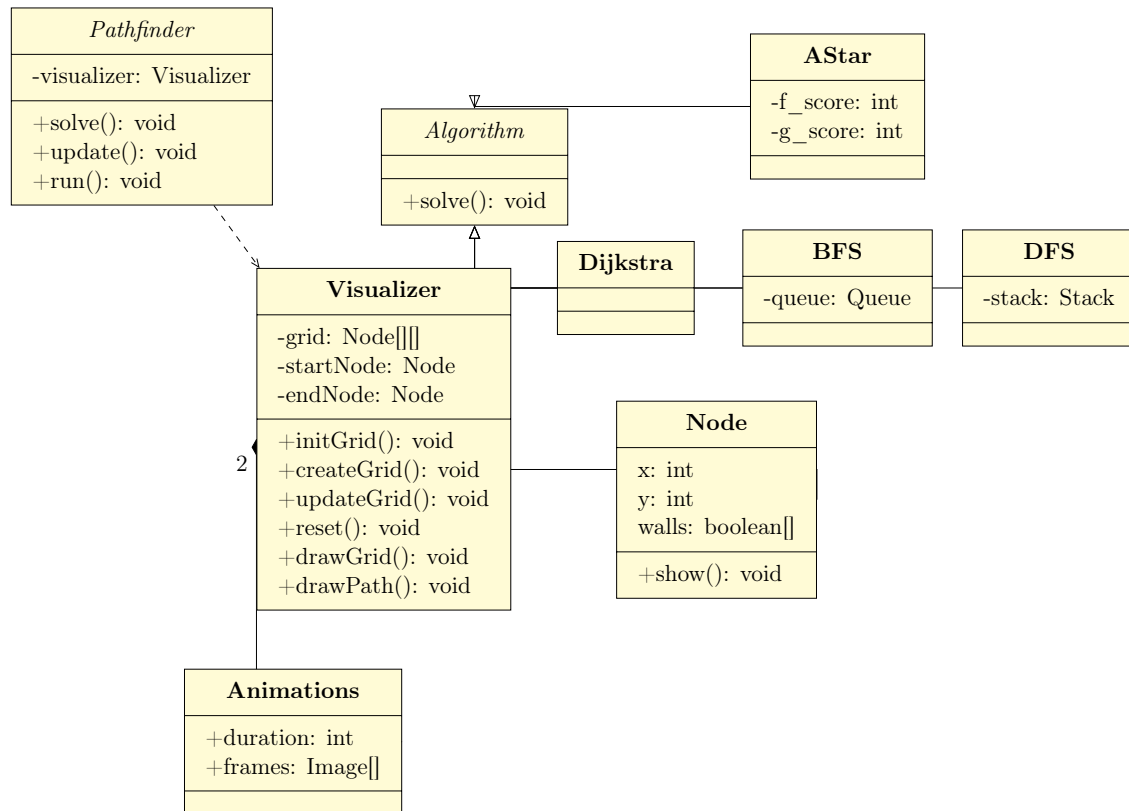 Pathfinder
-visualizer: Visualizer
+solve(): void
+update(): void
+run(): void
AStar
-f_score: int
-g_score: int
Algorithm
+solve(): void
Visualizer
-grid: Node[][]
-startNode: Node
-endNode: Node
+initGrid(): void
+createGrid(): void
+updateGrid(): void
+reset(): void
+drawGrid(): void
+drawPath(): void
Dijkstra
BFS
-queue: Queue
DFS
-stack: Stack
Node
x: int
y: int
walls: boolean[]
+show(): void
2
Animations
+duration: int
+frames: Image[]